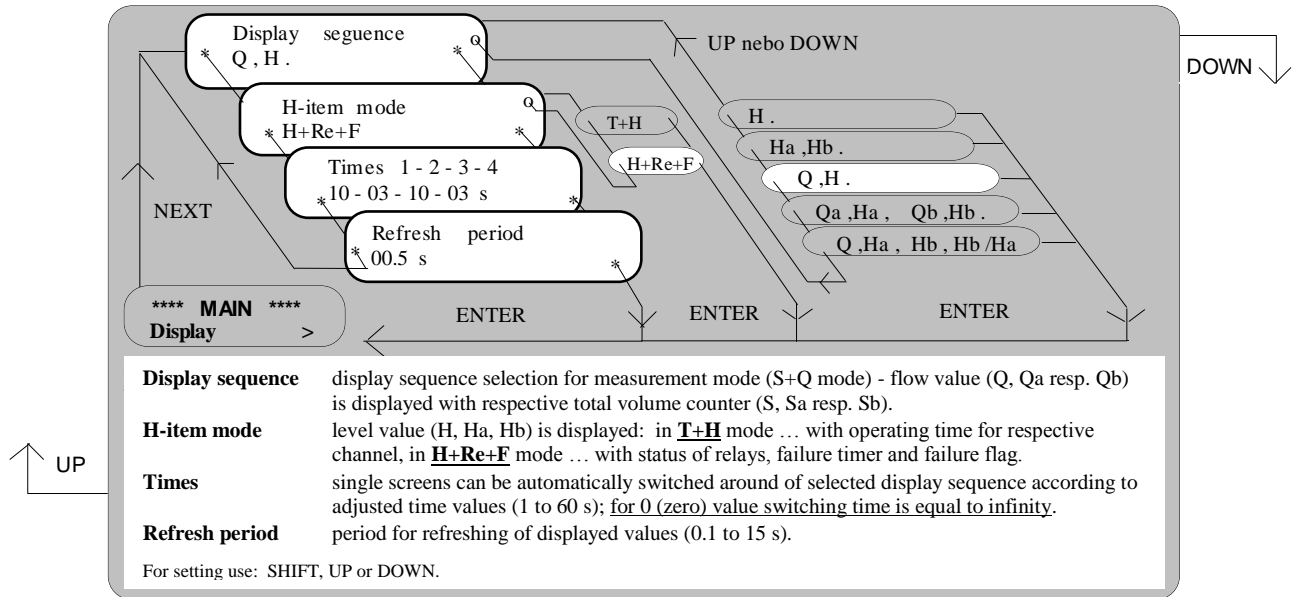 Display seguence
Q , H .
UP nebo DOWN
DOWN
H-item mode
H+Re+F
T+H
H+Re+F
H .
Ha ,Hb .
Q ,H .
Qa ,Ha , Qb ,Hb .
Q ,Ha , Hb , Hb /Ha
Times 1 - 2 - 3 - 4
10 - 03 - 10 - 03 s
NEXT
Refresh period
00.5 s
**** MAIN ****
Display >
ENTER
ENTER
ENTER
Display sequence display sequence selection for measurement mode (S+Q mode) - flow value (Q, Qa resp. Qb)
is displayed with respective total volume counter (S, Sa resp. Sb).
H-item mode level value (H, Ha, Hb) is displayed: in T+H mode … with operating time for respective
channel, in H+Re+F mode … with status of relays, failure timer and failure flag.
UP
Times single screens can be automatically switched around of selected display sequence according to
adjusted time values (1 to 60 s); for 0 (zero) value switching time is equal to infinity.
Refresh period period for refreshing of displayed values (0.1 to 15 s).
For setting use: SHIFT, UP or DOWN.